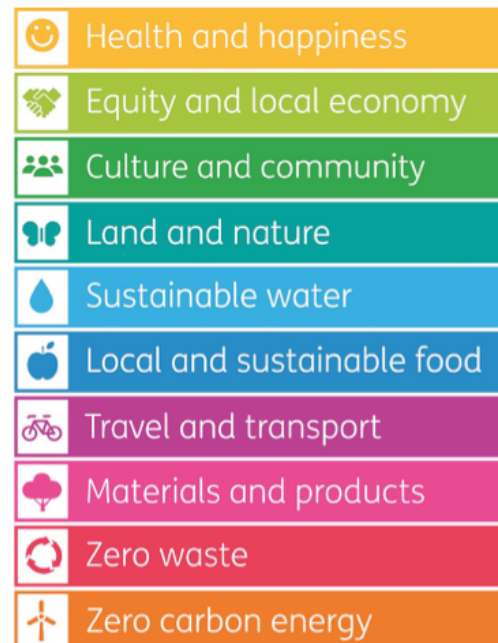 Health and happiness
Equity and local economy
Culture and community
Land and nature
Sustainable water
Local and sustainable food
Travel and transport
Materials and products
Zero waste
Zero carbon energy